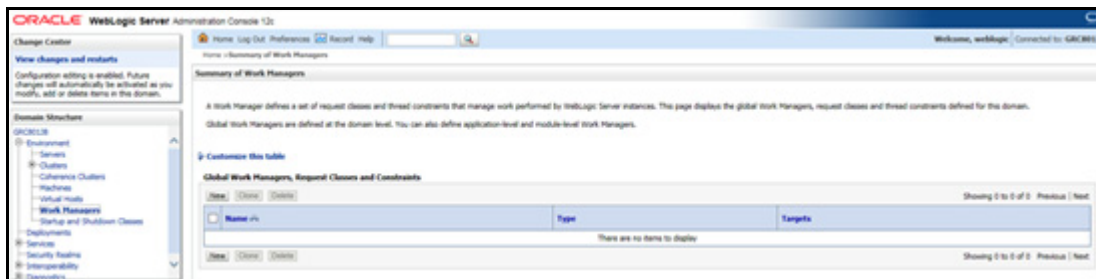 ORACLE WebLogic Server Administration Console 12c
Change Center
View changes and restarts
Configuration editing is enabled. Future
changes will automatically be activated as you
modify, add or delete items in this domain.
Domain Structure
Environment
Servers
Clusters
Coherence Clusters
Machines
Virtual Hosts
Work Managers
Startup and Shutdown Classes
Deployments
Services
Security Realms
Interoperability
Diagnostics
Home Log Out Preferences Record Help
Welcome, weblogic Connected to:
Home >Summary of Work Managers
Summary of Work Managers
A Work Manager defines a set of request classes and thread constraints that manage work performed by WebLogic Server instances. This page displays the global Work Managers, request classes and thread constraints defined for this domain.
Global Work Managers are defined at the domain level. You can also define application-level and module-level Work Managers.
Customize this table
Global Work Managers, Request Classes and Constraints
New Clone Delete Showing 0 to 0 of 0 Previous | Next
Name Type Targets
There are no items to display
New Clone Delete Showing 0 to 0 of 0 Previous | Next